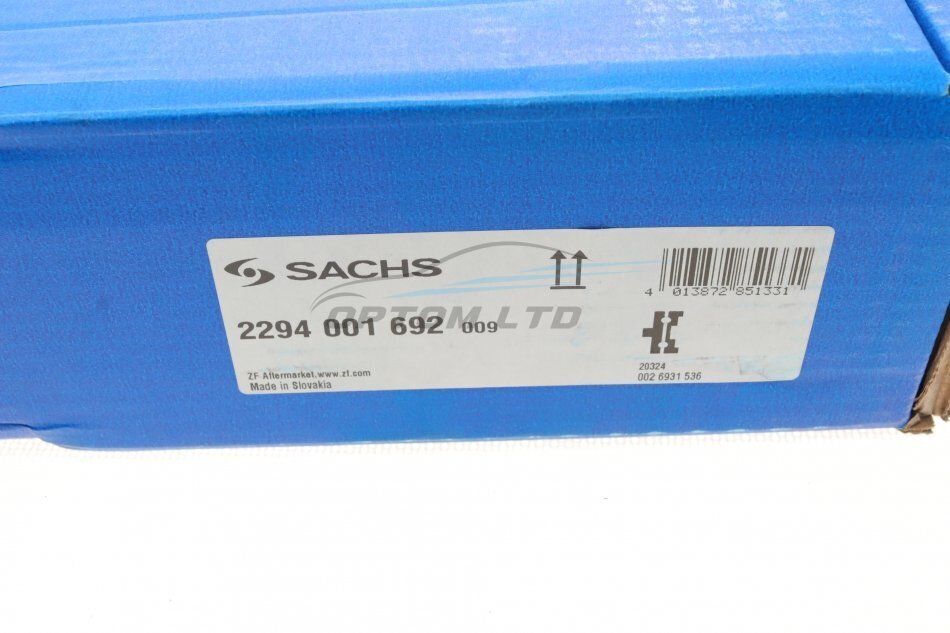 SACHS
4 013872 851331
OPTOM LTD
2294 001 692 009
ZF Aftermarket, www.zf.com
Made in Slovakia
20324
002 6931 536